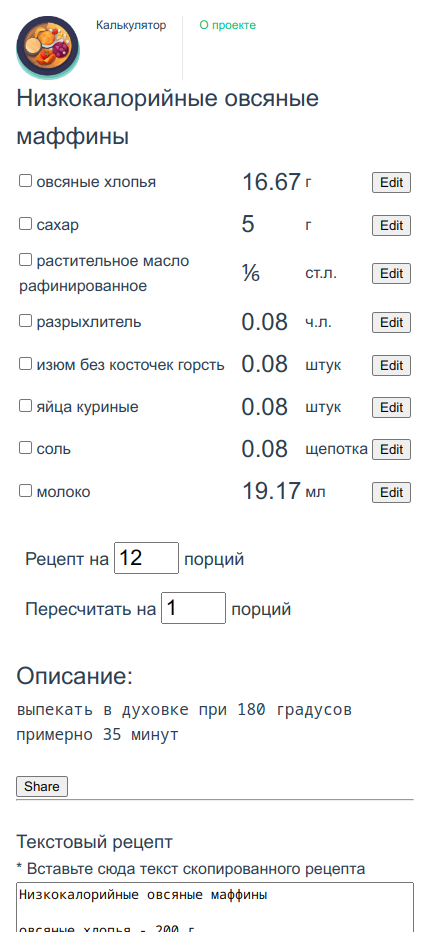 Калькулятор
О проекте
Низкокалорийные овсяные
маффины
овсяные хлопья 16.67 г Edit
сахар 5 г Edit
растительное масло
рафинированное ⅙ ст.л. Edit
разрыхлитель 0.08 ч.л. Edit
изюм без косточек горсть 0.08 штук Edit
яйца куриные 0.08 штук Edit
соль 0.08 щепотка Edit
молоко 19.17 мл Edit
Рецепт на 12 порций
Пересчитать на 1 порций
Описание:
выпекать в духовке при 180 градусов
примерно 35 минут
Share
Текстовый рецепт
* Вставьте сюда текст скопированного рецепта
Низкокалорийные овсяные маффины
овсяные хлопья - 200 г